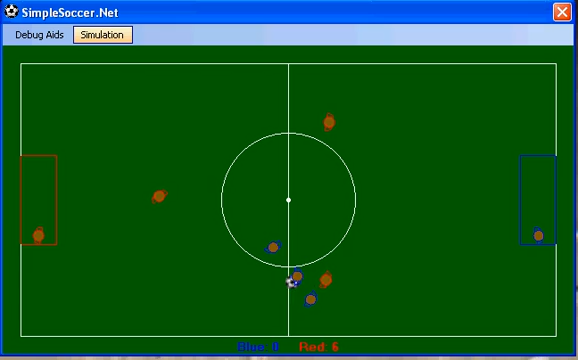 SimpleSoccer.Net
Debug Aids Simulation
Blue: 0 Red: 6